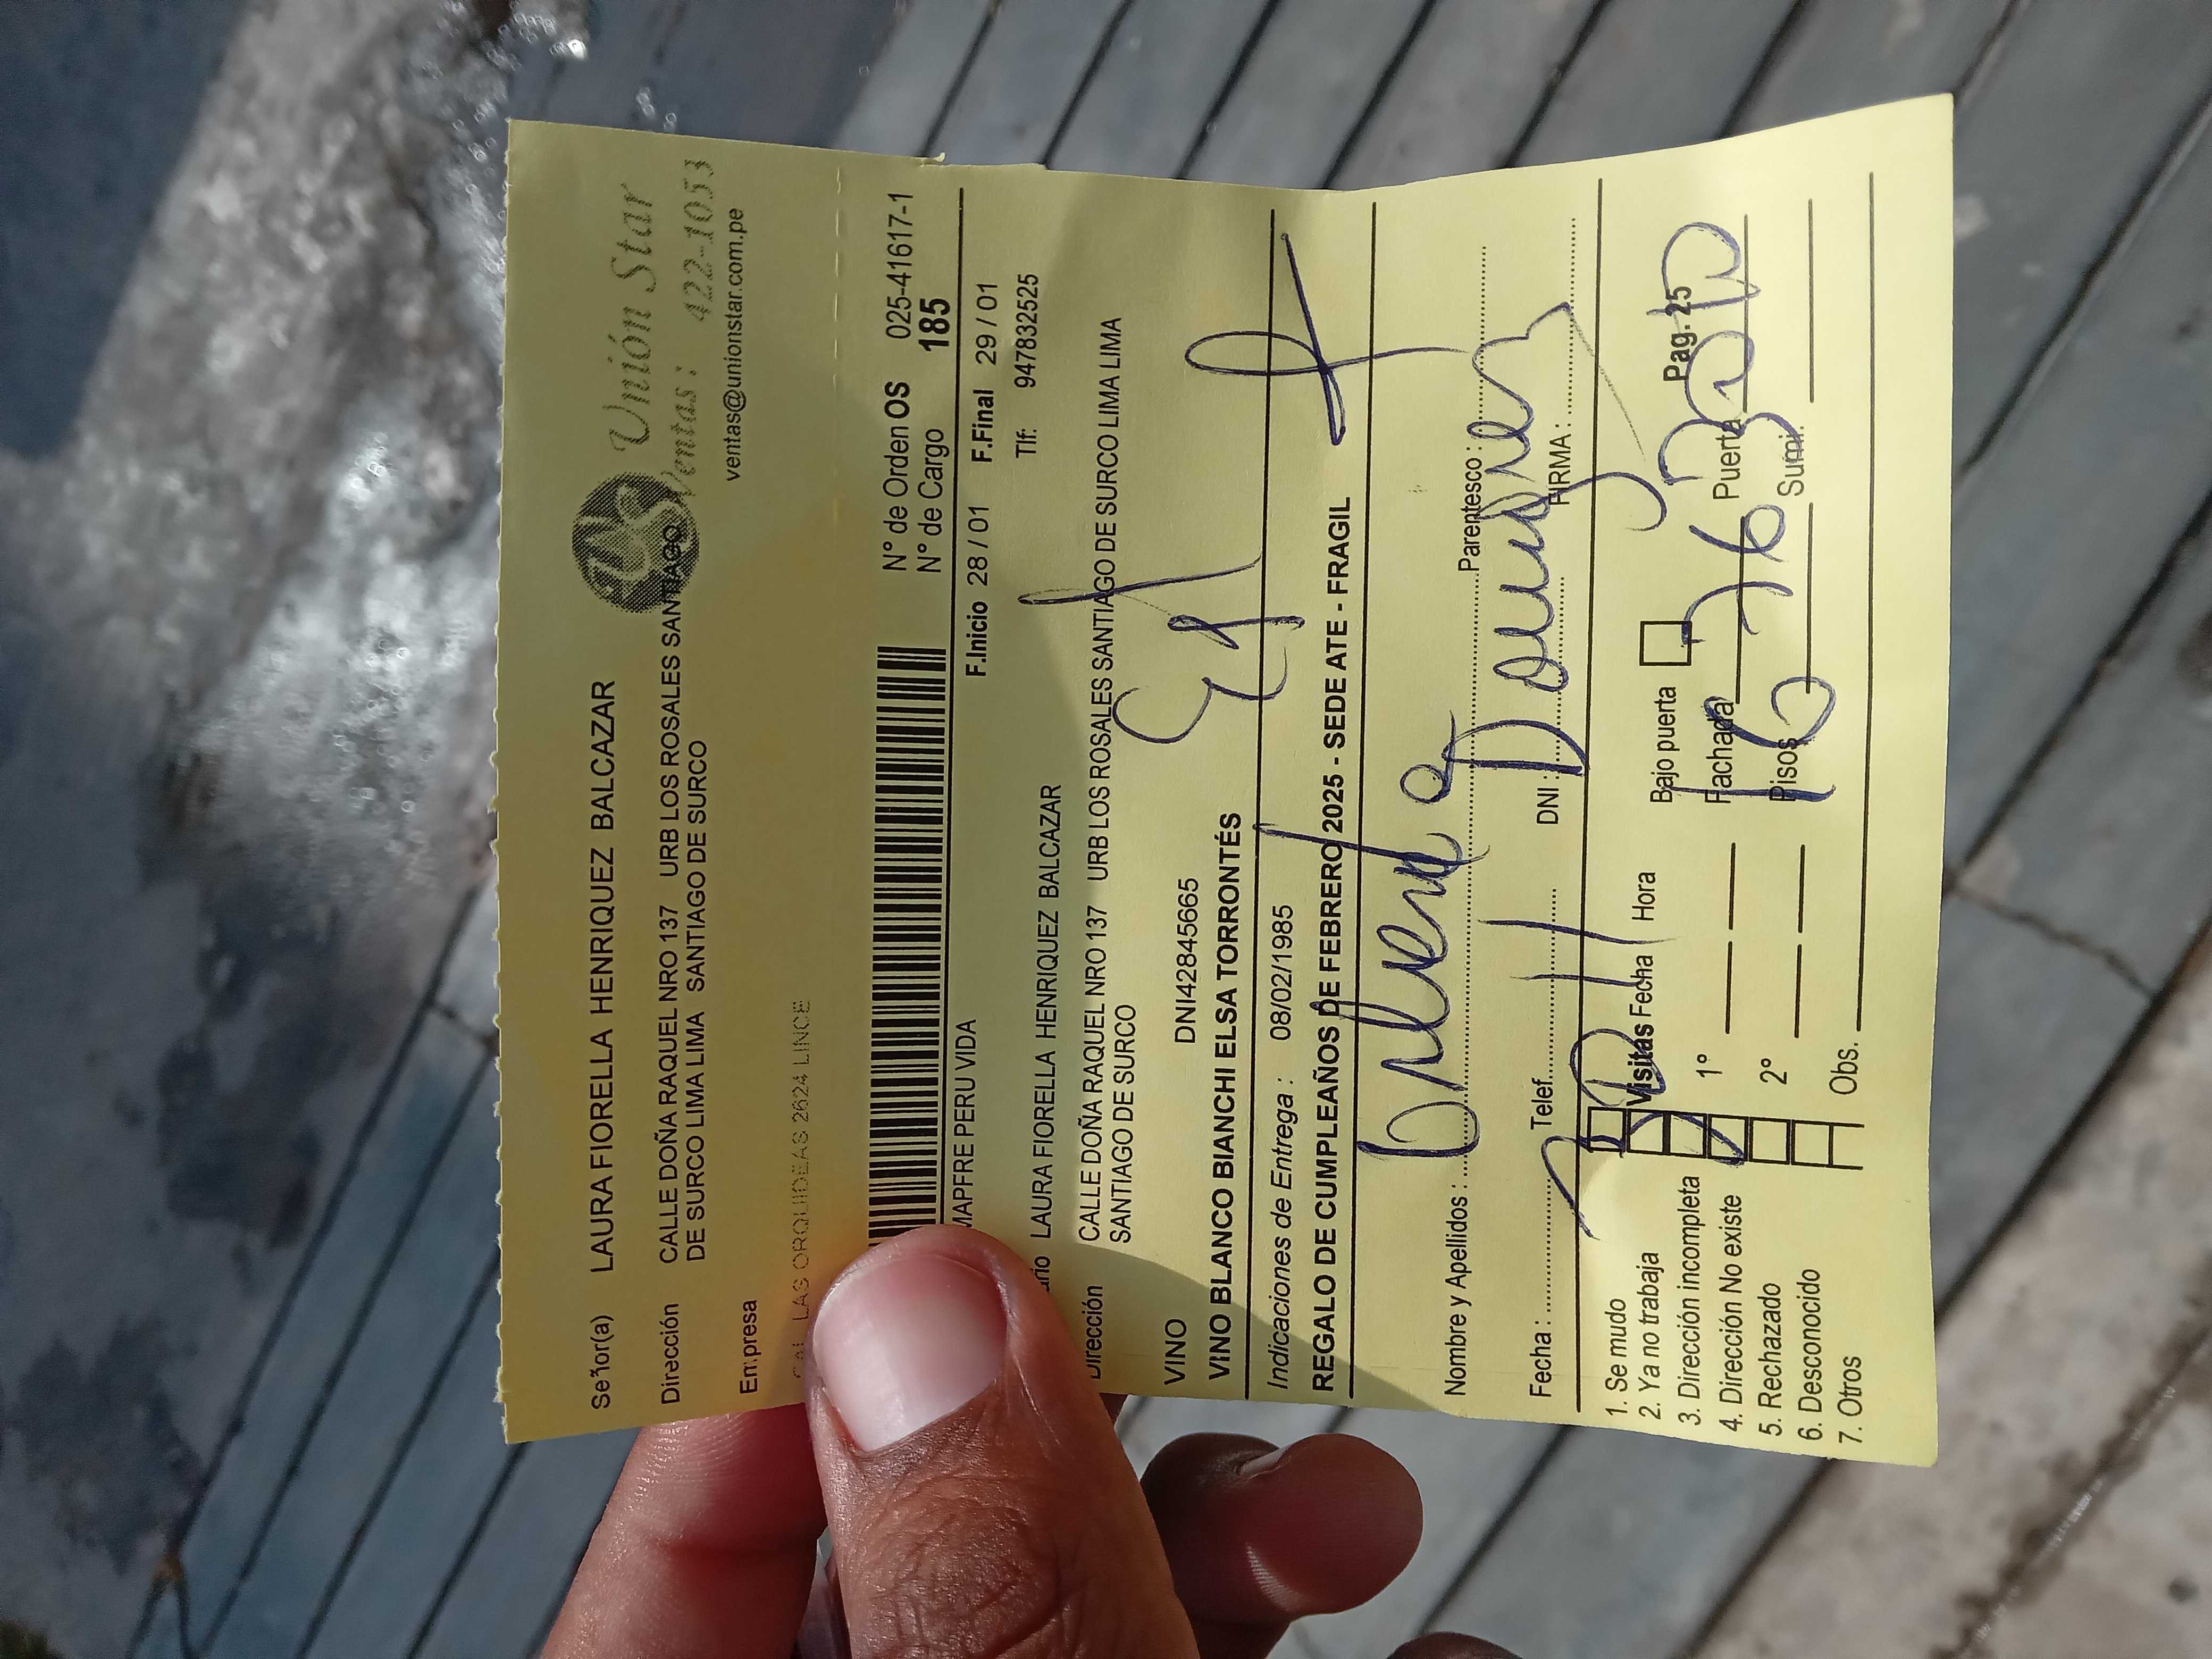 Señor(a) LAURA FIORELLA HENRIQUEZ BALCAZAR
Unión Star
Dirección CALLE DOÑA RAQUEL NRO 137 URB LOS ROSALES SANTIAGO
DE SURCO LIMA LIMA SANTIAGO DE SURCO
Ventas: 422-1053
ventas@unionstar.com.pe
Empresa
CAL LAS ORQUIDEAS 2624 LINCE
N° de Orden OS 025-41617-1
N° de Cargo 185
MAPFRE PERU VIDA
F.Inicio 28 / 01 F.Final 29 / 01
LAURA FIORELLA HENRIQUEZ BALCAZAR Tlf: 947832525
Dirección CALLE DOÑA RAQUEL NRO 137 URB LOS ROSALES SANTIAGO DE SURCO LIMA LIMA
SANTIAGO DE SURCO
VINO DNI42845665
VINO BLANCO BIANCHI ELSA TORRONTÉS
Indicaciones de Entrega : 08/02/1985
REGALO DE CUMPLEAÑOS DE FEBRERO 2025 - SEDE ATE - FRAGIL
Nombre y Apellidos : Parentesco :
Fecha : Telef. DNI : FIRMA :
1. Se mudo
2. Ya no trabaja
3. Dirección incompleta
4. Dirección No existe
5. Rechazado
6. Desconocido
7. Otros
Visitas Fecha Hora
1°
2°
Obs.
Bajo puerta Pag. 25
Fachada Puerta
Pisos Sumi.